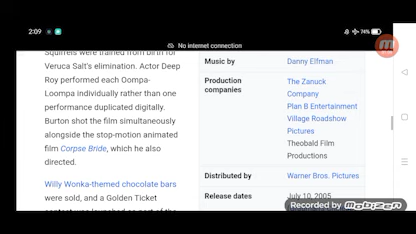 2:09
74%
No internet connection
Squirrels were trained from birth for
Veruca Salt's elimination. Actor Deep
Roy performed each Oompa-
Loompa individually rather than one
performance duplicated digitally.
Burton shot the film simultaneously
alongside the stop-motion animated
film Corpse Bride, which he also
directed.
Willy Wonka-themed chocolate bars
were sold, and a Golden Ticket
Music by
Danny Elfman
Production
companies
The Zanuck
Company
Plan B Entertainment
Village Roadshow
Pictures
Theobald Film
Productions
Distributed by
Warner Bros. Pictures
Release dates
July 10, 2005
Recorded by
MOBIZEN